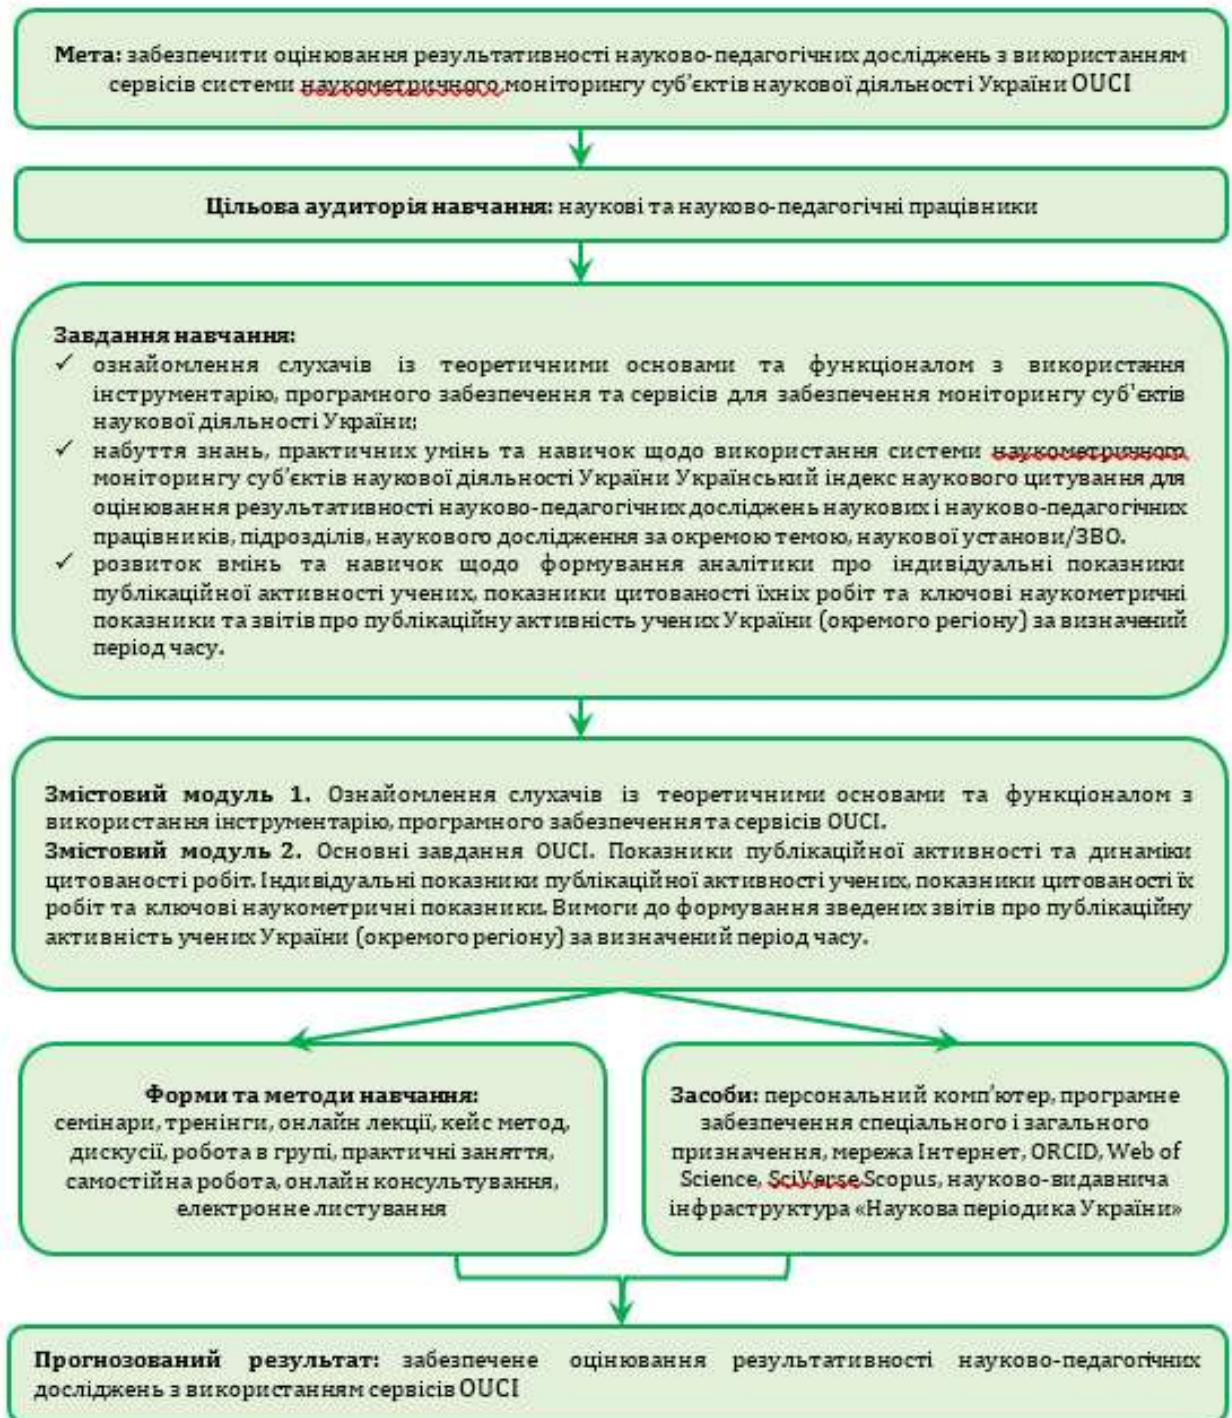 Мета: забезпечити оцінювання результативності науково-педагогічних досліджень з використанням
сервісів системи наукометричного моніторингу суб'єктів наукової діяльності України OUCI
Цільова аудиторія навчання: наукові та науково-педагогічні працівники
Завдання навчання:
✓ ознайомлення слухачів із теоретичними основами та функціоналом з використання
інструментарію, програмного забезпечення та сервісів для забезпечення моніторингу суб'єктів
наукової діяльності України;
✓ набуття знань, практичних умінь та навичок щодо використання системи наукометричного
моніторингу суб'єктів наукової діяльності України Український індекс наукового цитування для
оцінювання результативності науково-педагогічних досліджень наукових і науково-педагогічних
працівників, підрозділів, наукового дослідження за окремою темою, наукової установи/ЗВО.
✓ розвиток вмінь та навичок щодо формування аналітики про індивідуальні показники
публікаційної активності учених, показники цитованості їхніх робіт та ключові наукометричні
показники та звітів про публікаційну активність учених України (окремого регіону) за визначений
період часу.
Змістовий модуль 1. Ознайомлення слухачів із теоретичними основами та функціоналом з
використання інструментарію, програмного забезпечення та сервісів OUCI.
Змістовий модуль 2. Основні завдання OUCI. Показники публікаційної активності та динаміки
цитованості робіт. Індивідуальні показники публікаційної активності учених, показники цитованості їх
робіт та ключові наукометричні показники. Вимоги до формування зведених звітів про публікаційну
активність учених України (окремого регіону) за визначений період часу.
Форми та методи навчання:
семінари, тренінги, онлайн лекції, кейс метод,
дискусії, робота в групі, практичні заняття,
самостійна робота, онлайн консультування,
електронне листування
Засоби: персональний комп'ютер, програмне
забезпечення спеціального і загального
призначення, мережа Інтернет, ORCID, Web of
Science, SciVerse Scopus, науково-видавнича
інфраструктура «Наукова періодика України»
Прогнозований результат: забезпечене оцінювання результативності науково-педагогічних
досліджень з використанням сервісів OUCI